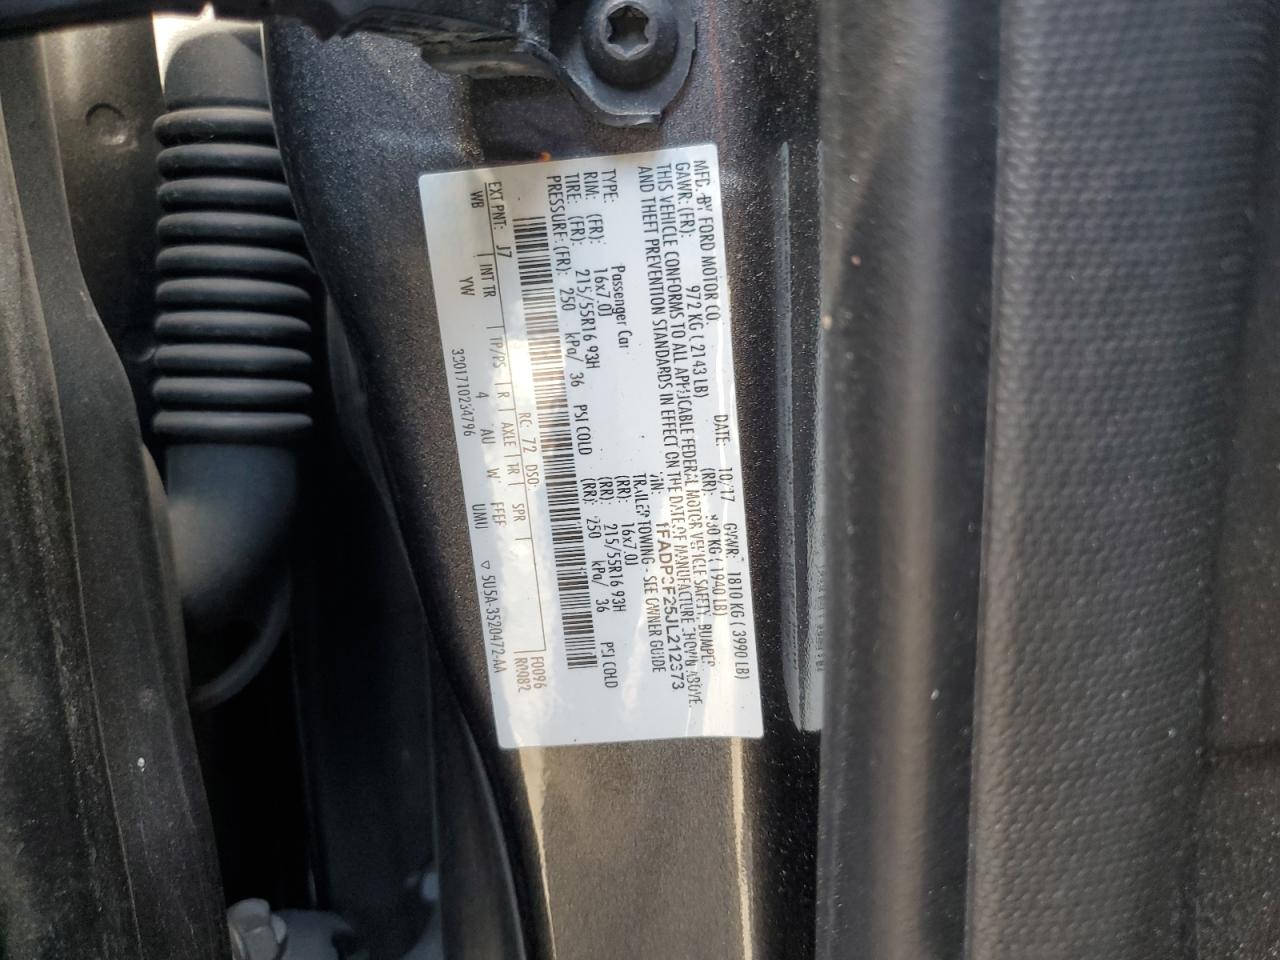 MFD. BY FORD MOTOR CO.
DATE: 10/17 GVWR: 1810 KG ( 3990 LB)
GAWR: (FR): 972 KG ( 2143 LB) (RR): KG ( 1940 LB)
THIS VEHICLE CONFORMS TO ALL APPLICABLE FEDERAL MOTOR VEHICLE SAFETY, BUMPER,
AND THEFT PREVENTION STANDARDS IN EFFECT ON THE DATE OF MANUFACTURE SHOWN ABOVE.
VIN: 1FADP3F25JL212373
TYPE: Passenger Car TRAILER TOWING - SEE OWNER GUIDE
RIM: (FR): 16x7.0J (RR): 16x7.0J
TIRE: (FR): 215/55R16 93H (RR): 215/55R16 93H
PRESSURE: (FR): 250 kPa/ 36 PSI COLD (RR): 250 kPa/ 36 PSI COLD
F0096
RC: 72 DSO: R0082
EXT PNT: J7 INT TR TP/PS R AXLE TR SPR
WB YW 4 AU W FFEF UMU ▽ 5U5A-3520472-AA